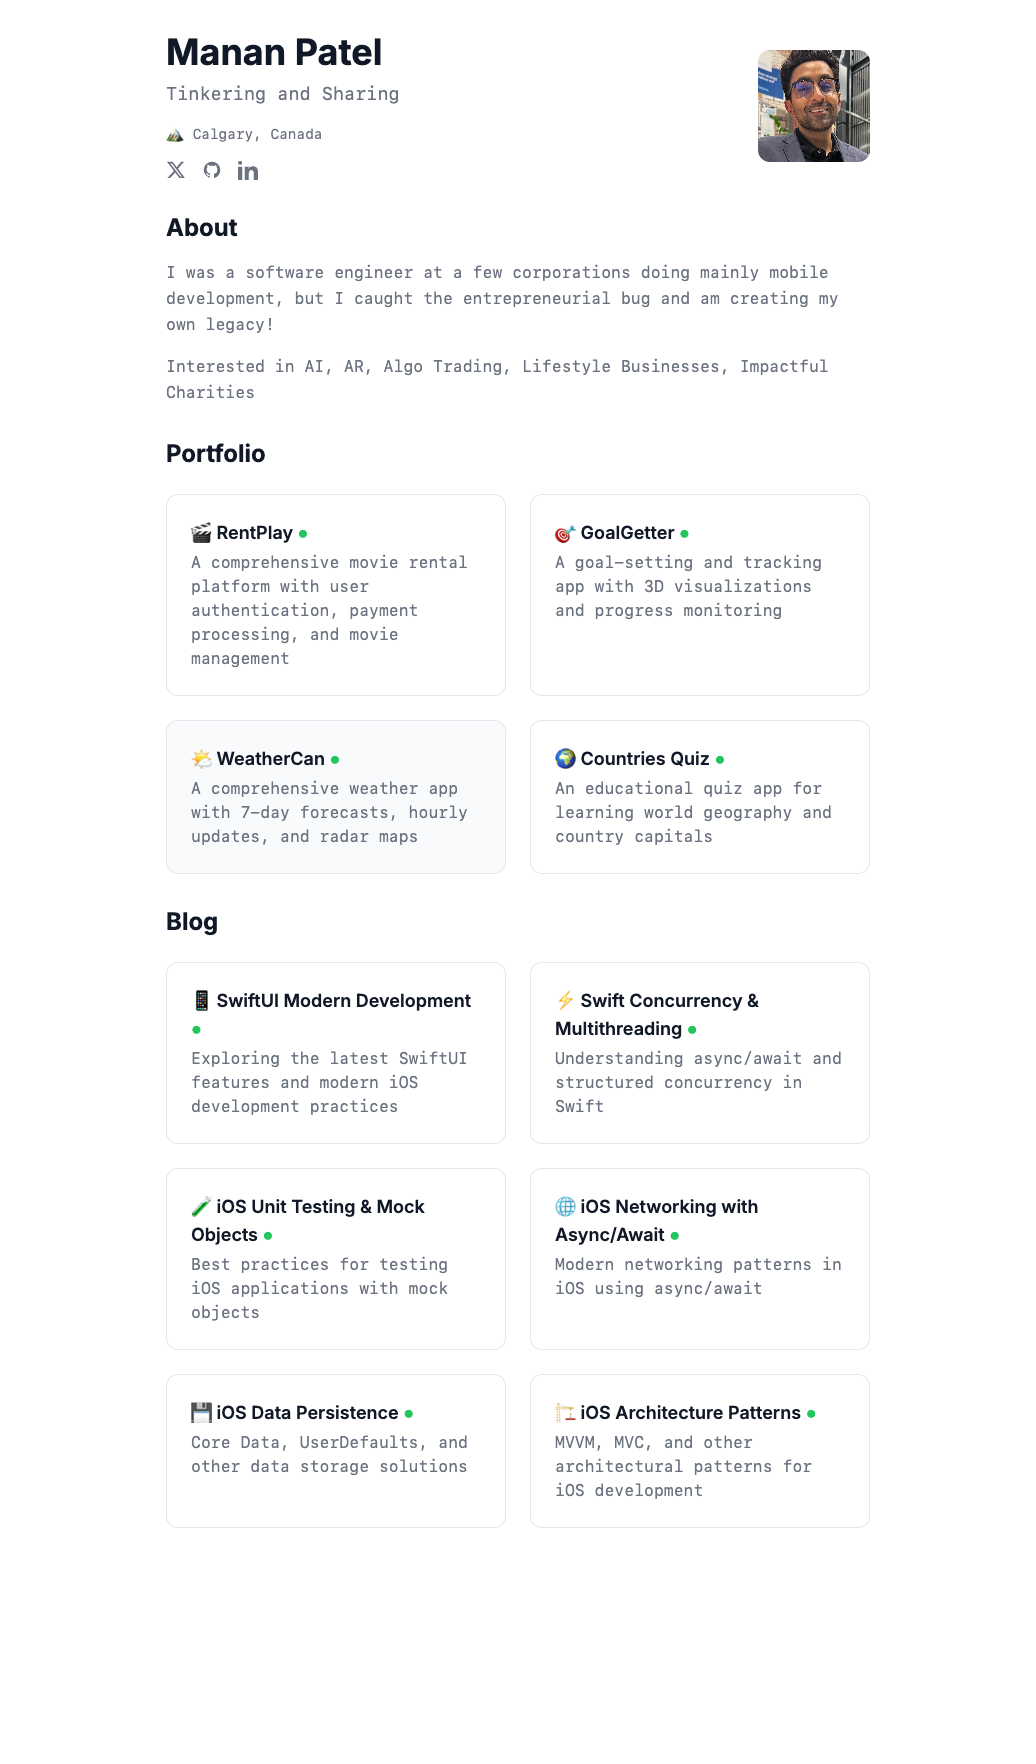 Manan Patel
Tinkering and Sharing
Calgary, Canada
About
I was a software engineer at a few corporations doing mainly mobile
development, but I caught the entrepreneurial bug and am creating my
own legacy!
Interested in AI, AR, Algo Trading, Lifestyle Businesses, Impactful
Charities
Portfolio
RentPlay
A comprehensive movie rental
platform with user
authentication, payment
processing, and movie
management
GoalGetter
A goal-setting and tracking
app with 3D visualizations
and progress monitoring
WeatherCan
A comprehensive weather app
with 7-day forecasts, hourly
updates, and radar maps
Countries Quiz
An educational quiz app for
learning world geography and
country capitals
Blog
SwiftUI Modern Development
Exploring the latest SwiftUI
features and modern iOS
development practices
Swift Concurrency &
Multithreading
Understanding async/await and
structured concurrency in
Swift
iOS Unit Testing & Mock
Objects
Best practices for testing
iOS applications with mock
objects
iOS Networking with
Async/Await
Modern networking patterns in
iOS using async/await
iOS Data Persistence
Core Data, UserDefaults, and
other data storage solutions
iOS Architecture Patterns
MVVM, MVC, and other
architectural patterns for
iOS development